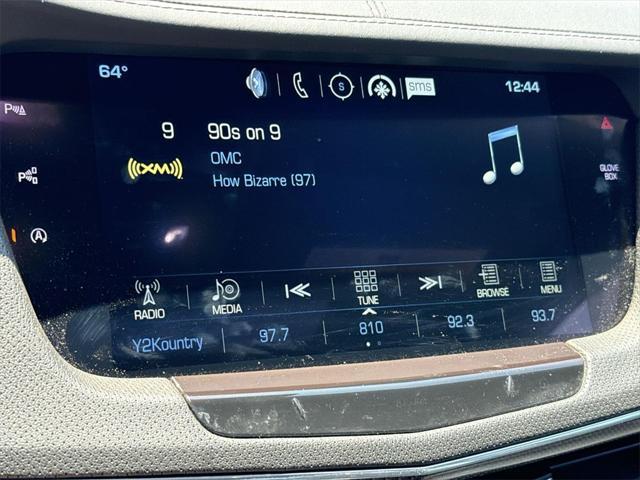 64° S sms 12:44
P
9 90s on 9
((XM))
OMC
How Bizarre (97)
P
GLOVE BOX
A
RADIO MEDIA TUNE BROWSE MENU
Y2Kountry 97.7 810 92.3 93.7